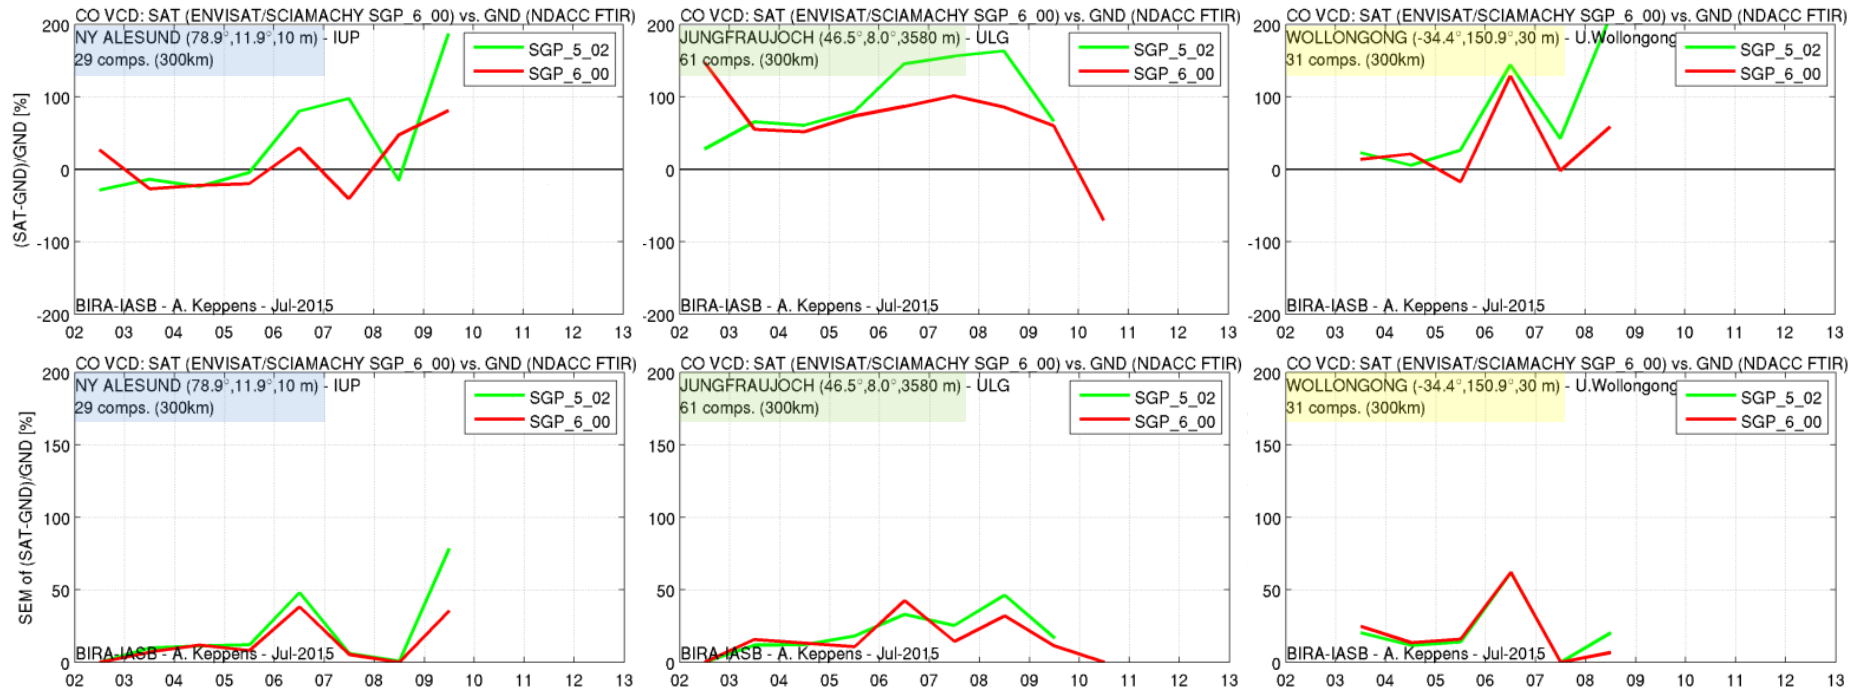 CO VCD: SAT (ENVISAT/SCIAMACHY SGP_6_00) vs. GND (NDACC FTIR)
NY ALESUND (78.9°,11.9°,10 m) - IUP
29 comps. (300km)
SGP_5_02
SGP_6_00
200
100
0
-100
-200
(SAT-GND)/GND [%]
BIRA-IASB - A. Keppens - Jul-2015
02 03 04 05 06 07 08 09 10 11 12 13
CO VCD: SAT (ENVISAT/SCIAMACHY SGP_6_00) vs. GND (NDACC FTIR)
JUNGFRAUJOCH (46.5°,8.0°,3580 m) - ULG
61 comps. (300km)
SGP_5_02
SGP_6_00
200
100
0
-100
-200
BIRA-IASB - A. Keppens - Jul-2015
02 03 04 05 06 07 08 09 10 11 12 13
CO VCD: SAT (ENVISAT/SCIAMACHY SGP_6_00) vs. GND (NDACC FTIR)
WOLLONGONG (-34.4°,150.9°,30 m) - U.Wollongong
31 comps. (300km)
SGP_5_02
SGP_6_00
200
100
0
-100
-200
BIRA-IASB - A. Keppens - Jul-2015
02 03 04 05 06 07 08 09 10 11 12 13
CO VCD: SAT (ENVISAT/SCIAMACHY SGP_6_00) vs. GND (NDACC FTIR)
NY ALESUND (78.9°,11.9°,10 m) - IUP
29 comps. (300km)
SGP_5_02
SGP_6_00
200
150
100
50
0
SEM of (SAT-GND)/GND [%]
BIRA-IASB - A. Keppens - Jul-2015
02 03 04 05 06 07 08 09 10 11 12 13
CO VCD: SAT (ENVISAT/SCIAMACHY SGP_6_00) vs. GND (NDACC FTIR)
JUNGFRAUJOCH (46.5°,8.0°,3580 m) - ULG
61 comps. (300km)
SGP_5_02
SGP_6_00
200
150
100
50
0
BIRA-IASB - A. Keppens - Jul-2015
02 03 04 05 06 07 08 09 10 11 12 13
CO VCD: SAT (ENVISAT/SCIAMACHY SGP_6_00) vs. GND (NDACC FTIR)
WOLLONGONG (-34.4°,150.9°,30 m) - U.Wollongong
31 comps. (300km)
SGP_5_02
SGP_6_00
200
150
100
50
0
BIRA-IASB - A. Keppens - Jul-2015
02 03 04 05 06 07 08 09 10 11 12 13